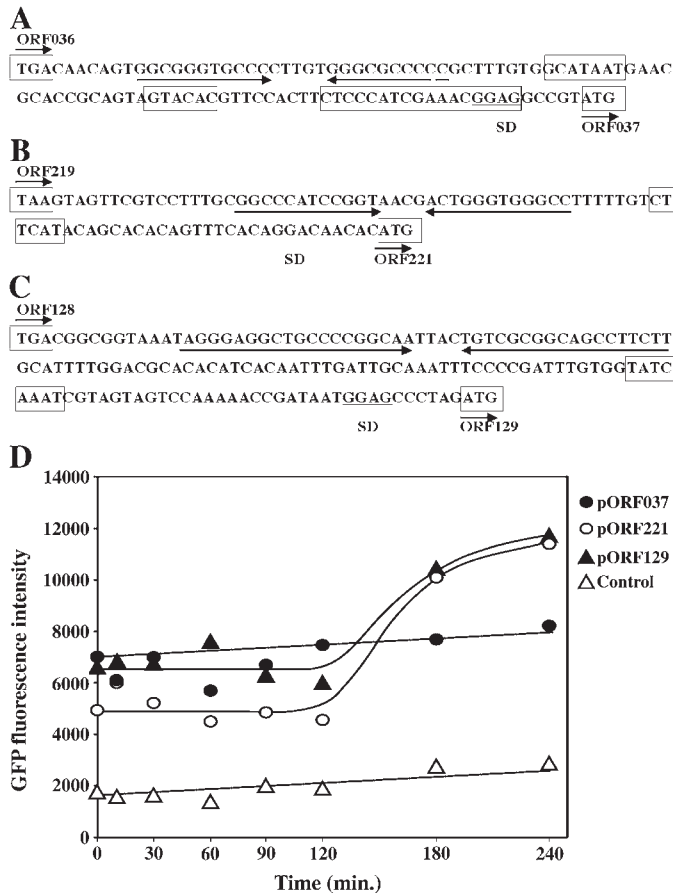 A
ORF036
TGACAACAGTGGCGGGTGCCCCTTGTGGGGCGCCCCCGCTTTGTGGCATAATGAAC
GCACCGCAGTAGTACACGTTCCACTTCTCCCATCGAAACGGAGGCCGTATG
SD
ORF037
B
ORF219
TAAGTAGTTCGTCCTTTGCGGCCCATCCGGTAACGACTGGGTGGGCCTTTTTGTCT
TCATACAGCACACAGTTTCACAGGACAACACATG
SD
ORF221
C
ORF128
TGACGGCGGTAAATAGGGAGGCTGCCCCGGCAATTACTGTCGCGGCAGCCTTCTT
GCATTTTGGACGCACACATCACAATTTGATTGCAAATTTCCCCGATTTGTGGTATC
AAATCGTAGTAGTCCAAAAACCGATAATGGAGCCCTAGATG
SD
ORF129
D
14000
12000
10000
8000
6000
4000
2000
0
GFP fluorescence intensity
0 30 60 90 120 180 240
Time (min.)
pORF037
pORF221
pORF129
Control